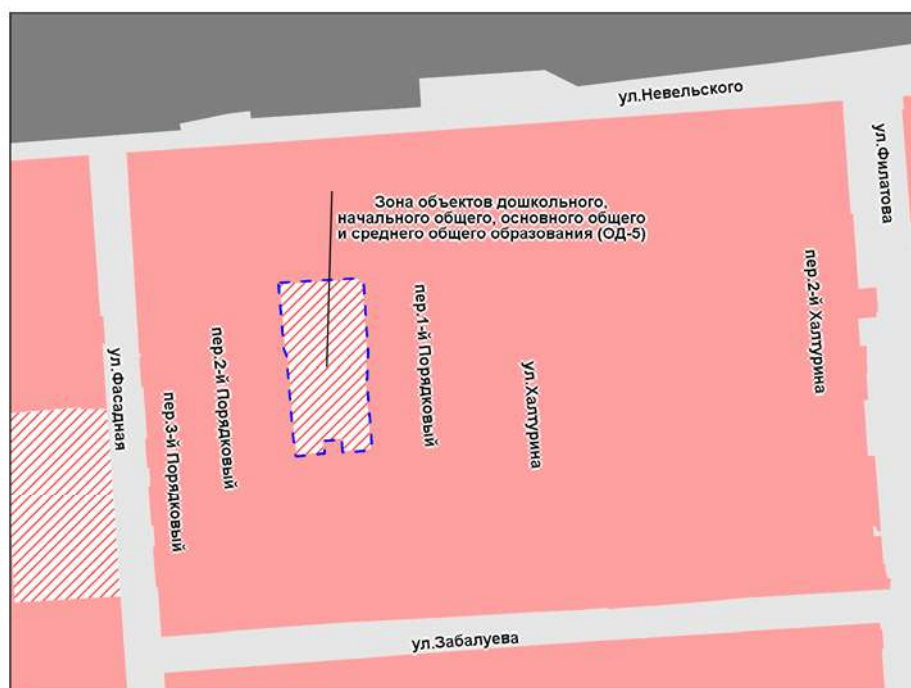 ул.Невельского
ул.Филатова
Зона объектов дошкольного,
начального общего, основного общего
и среднего общего образования (ОД-5)
пер.2-й Халтурина
пер.1-й Порядковый
пер.2-й Порядковый
ул.Фасадная
ул.Халтурина
пер.3-й Порядковый
ул.Забалуева